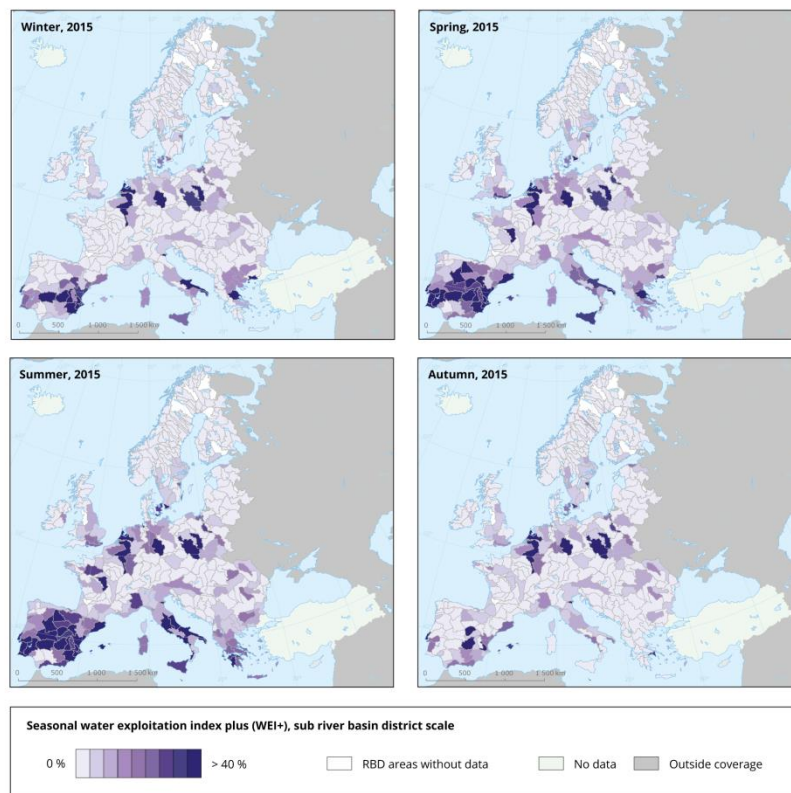 Winter, 2015
Spring, 2015
0 500 1 000 1 500 km
0 500 1 000 1 500 km
Summer, 2015
Autumn, 2015
0 500 1 000 1 500 km
0 500 1 000 1 500 km
Seasonal water exploitation index plus (WEI+), sub river basin district scale
0 % > 40 % RBD areas without data No data Outside coverage